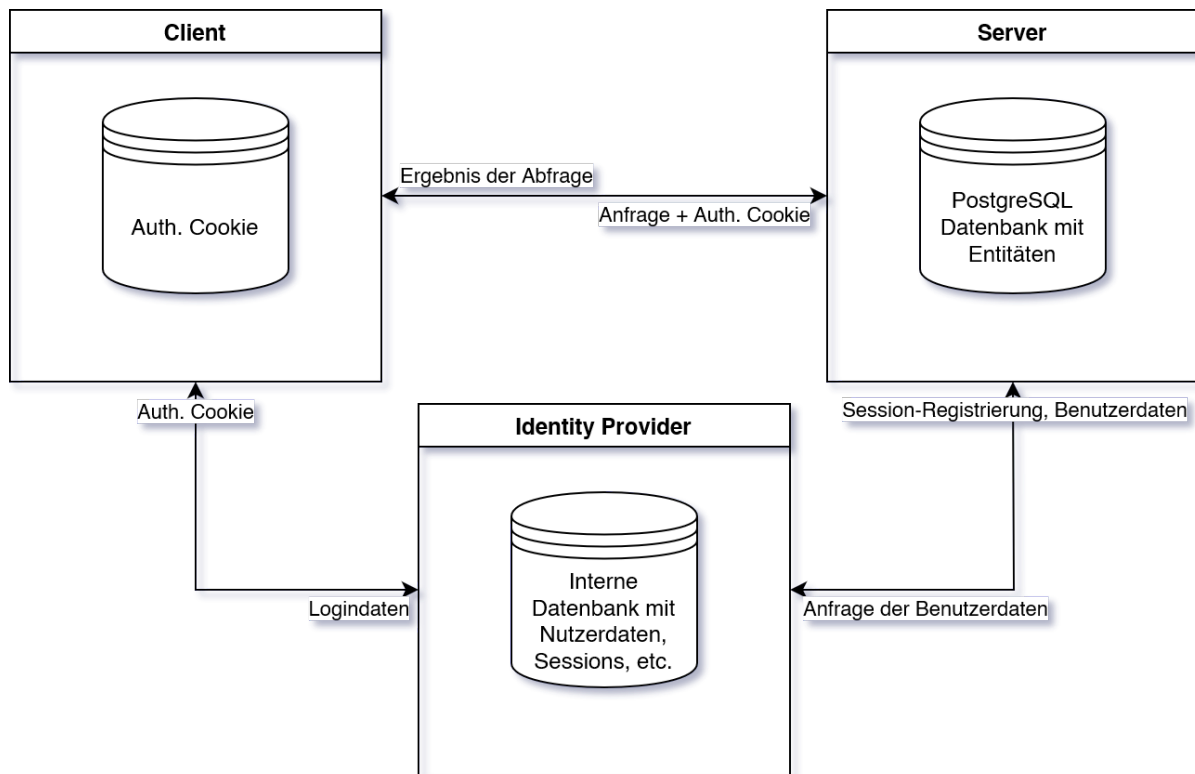 Client
Server
Auth. Cookie
Ergebnis der Abfrage
Anfrage + Auth. Cookie
PostgreSQL
Datenbank mit
Entitäten
Auth. Cookie
Session-Registrierung, Benutzerdaten
Identity Provider
Interne
Datenbank mit
Nutzerdaten,
Sessions, etc.
Logindaten
Anfrage der Benutzerdaten